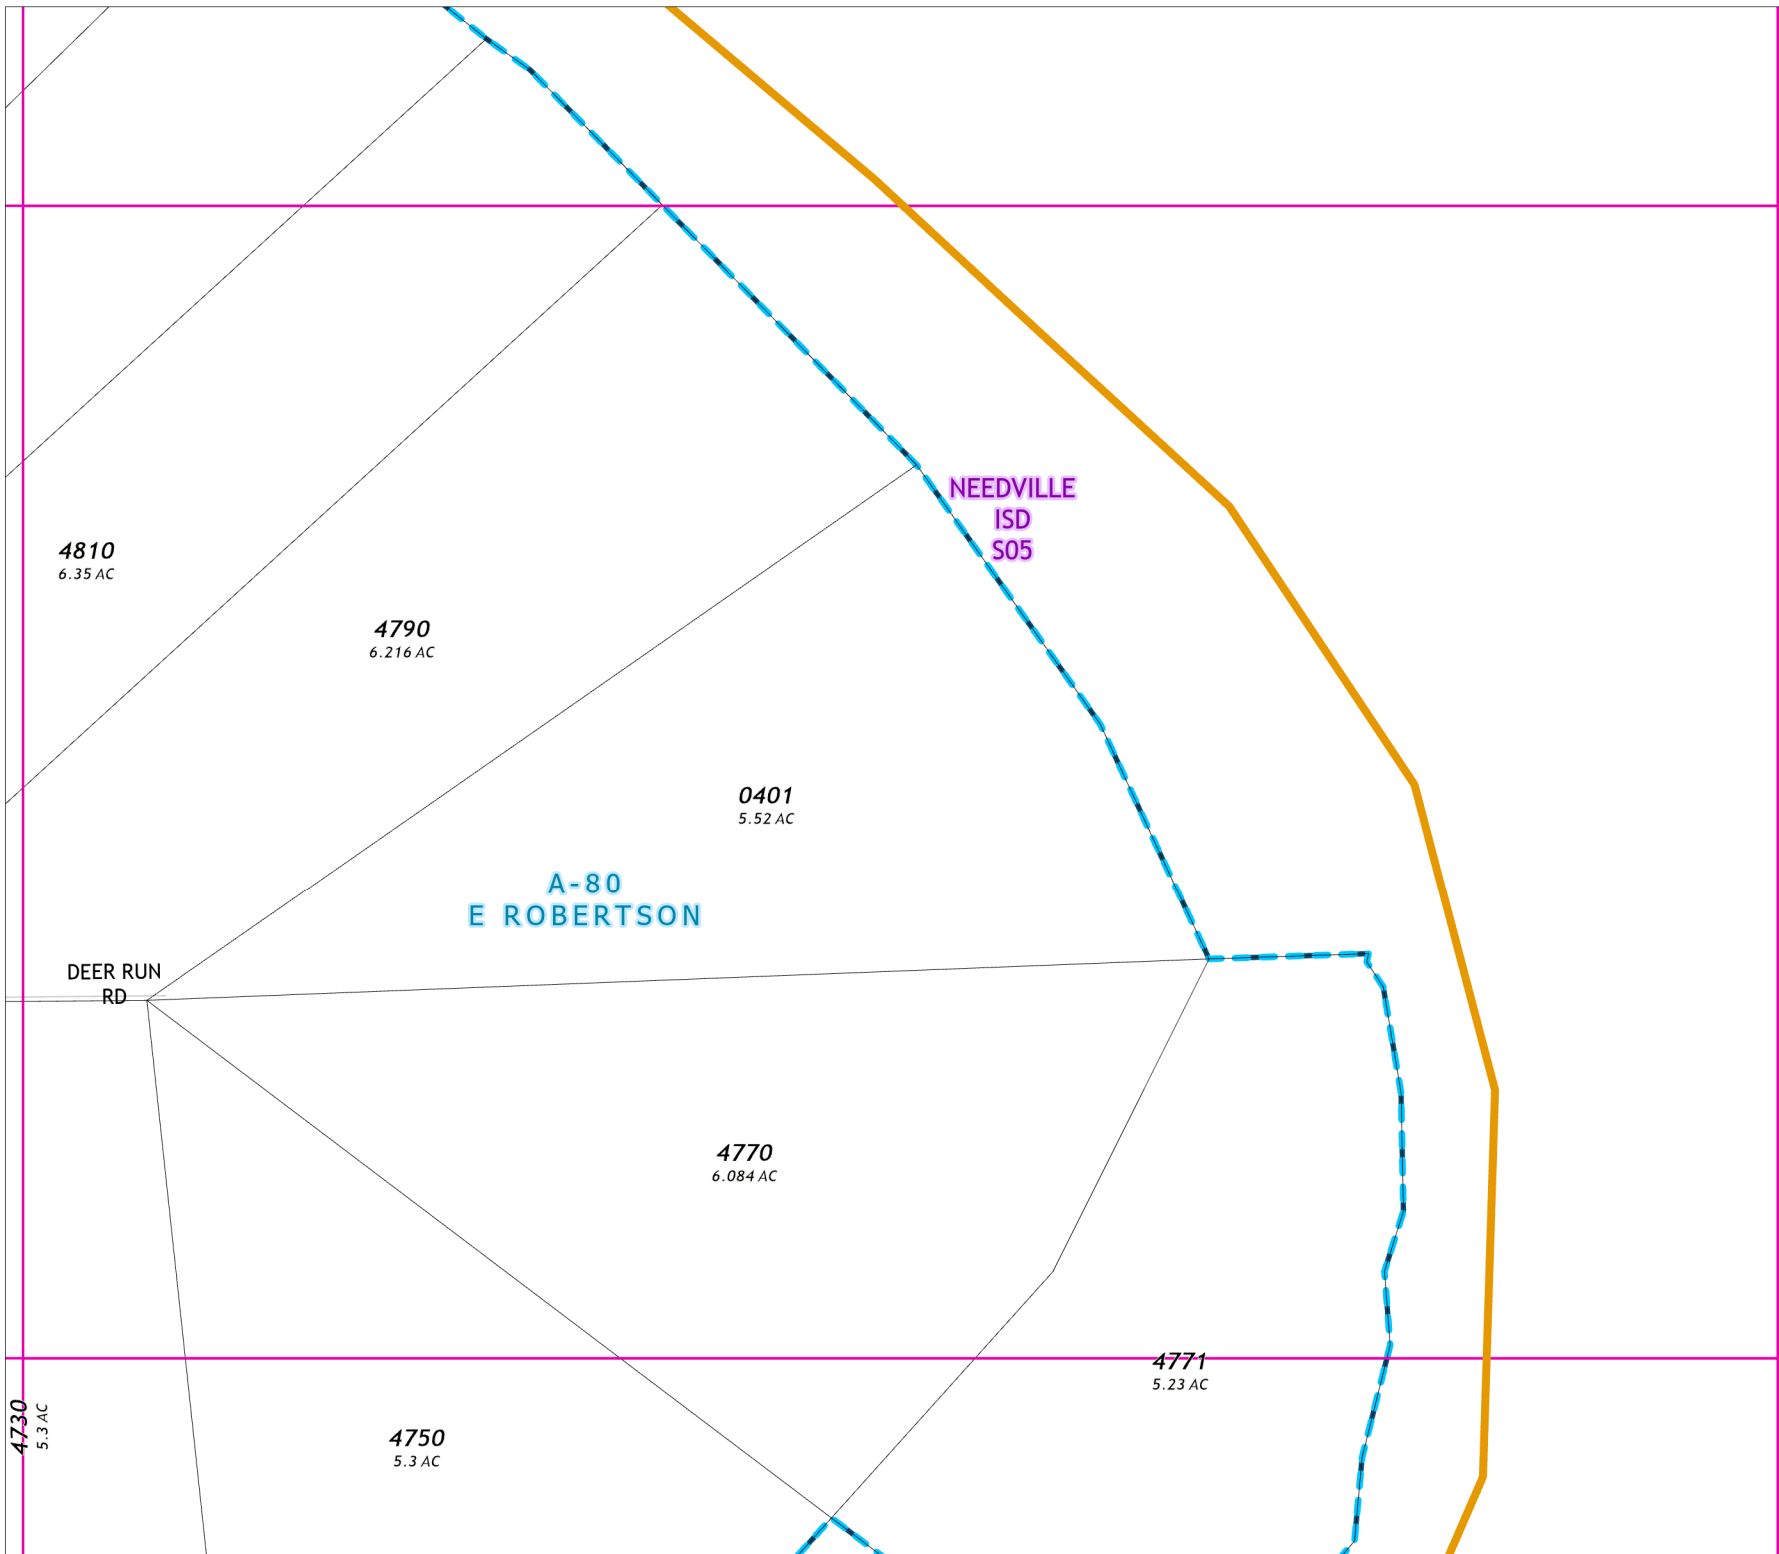 NEEDVILLE
ISD
S05
4810
6.35 AC
4790
6.216 AC
0401
5.52 AC
A-80
E ROBERTSON
DEER RUN
RD
4770
6.084 AC
4771
5.23 AC
4730
5.3 AC
4750
5.3 AC